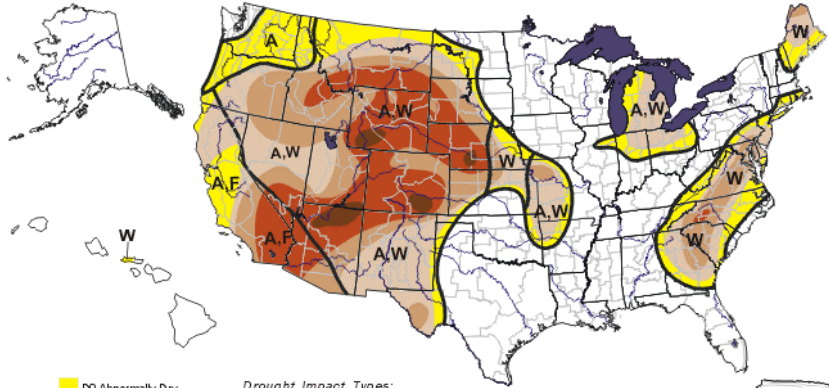 W
A
A,W
A,W
W
A,W
A,F
W
W
A,W
W
A,F
A,W
W
D0 Abnormally Dry
Drought Impact Types: